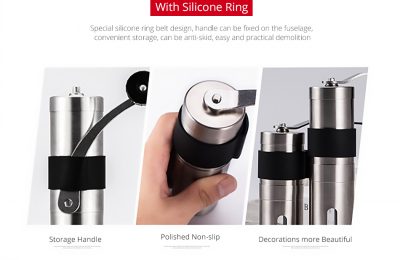 With Silicone Ring
Special silicone ring belt design, handle can be fixed on the fuselage,
convenient storage, can be anti-skid, easy and practical demolition
B
Storage Handle
Polished Non-slip
Decorations more Beautiful